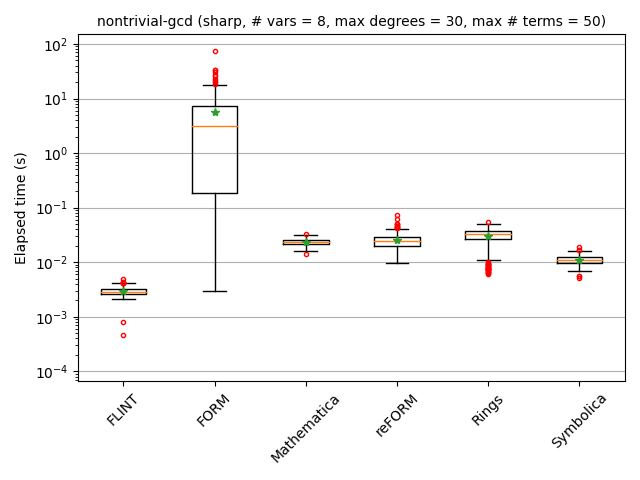 nontrivial-gcd (sharp, # vars = 8, max degrees = 30, max # terms = 50)
Elapsed time (s)
10²
10¹
10⁰
10⁻¹
10⁻²
10⁻³
10⁻⁴
FLINT
FORM
Mathematica
reFORM
Rings
Symbolica